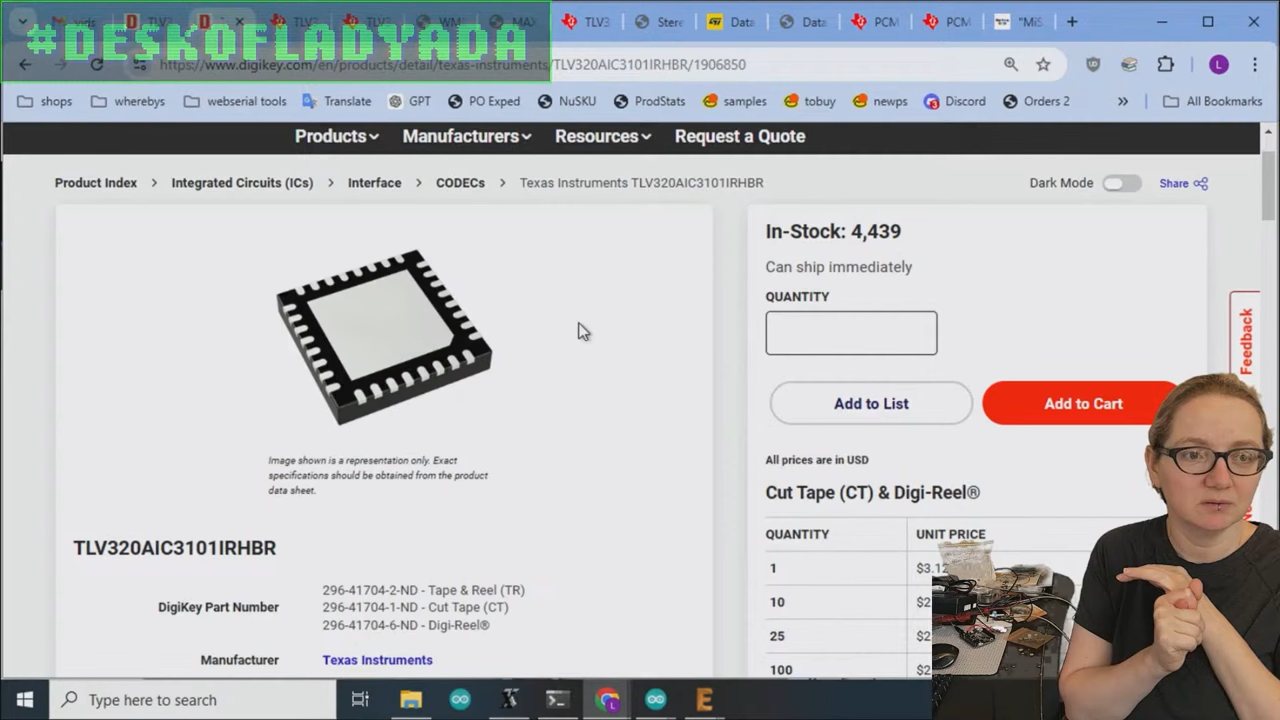 vids
TLV3
#DESKOFLADYADA
TLV3
Stere
Data
Data
PCM
PCM
"MiS
https://www.digikey.com/en/products/detail/texas-instruments/TLV320AIC3101IRHBR/1906850
shops
wherebys
webserial tools
Translate
GPT
PO Exped
NuSKU
ProdStats
samples
tobuy
newps
Discord
Orders 2
All Bookmarks
Products
Manufacturers
Resources
Request a Quote
Product Index > Integrated Circuits (ICs) > Interface > CODECs > Texas Instruments TLV320AIC3101IRHBR
Dark Mode
Share
In-Stock: 4,439
Can ship immediately
QUANTITY
Feedback
Add to List
Add to Cart
Image shown is a representation only. Exact
specifications should be obtained from the product
data sheet.
All prices are in USD
Cut Tape (CT) & Digi-Reel®
QUANTITY UNIT PRICE
1 $3.12
10 $2
25 $2
100 $2
TLV320AIC3101IRHBR
DigiKey Part Number
296-41704-2-ND - Tape & Reel (TR)
296-41704-1-ND - Cut Tape (CT)
296-41704-6-ND - Digi-Reel®
Manufacturer
Texas Instruments
Type here to search